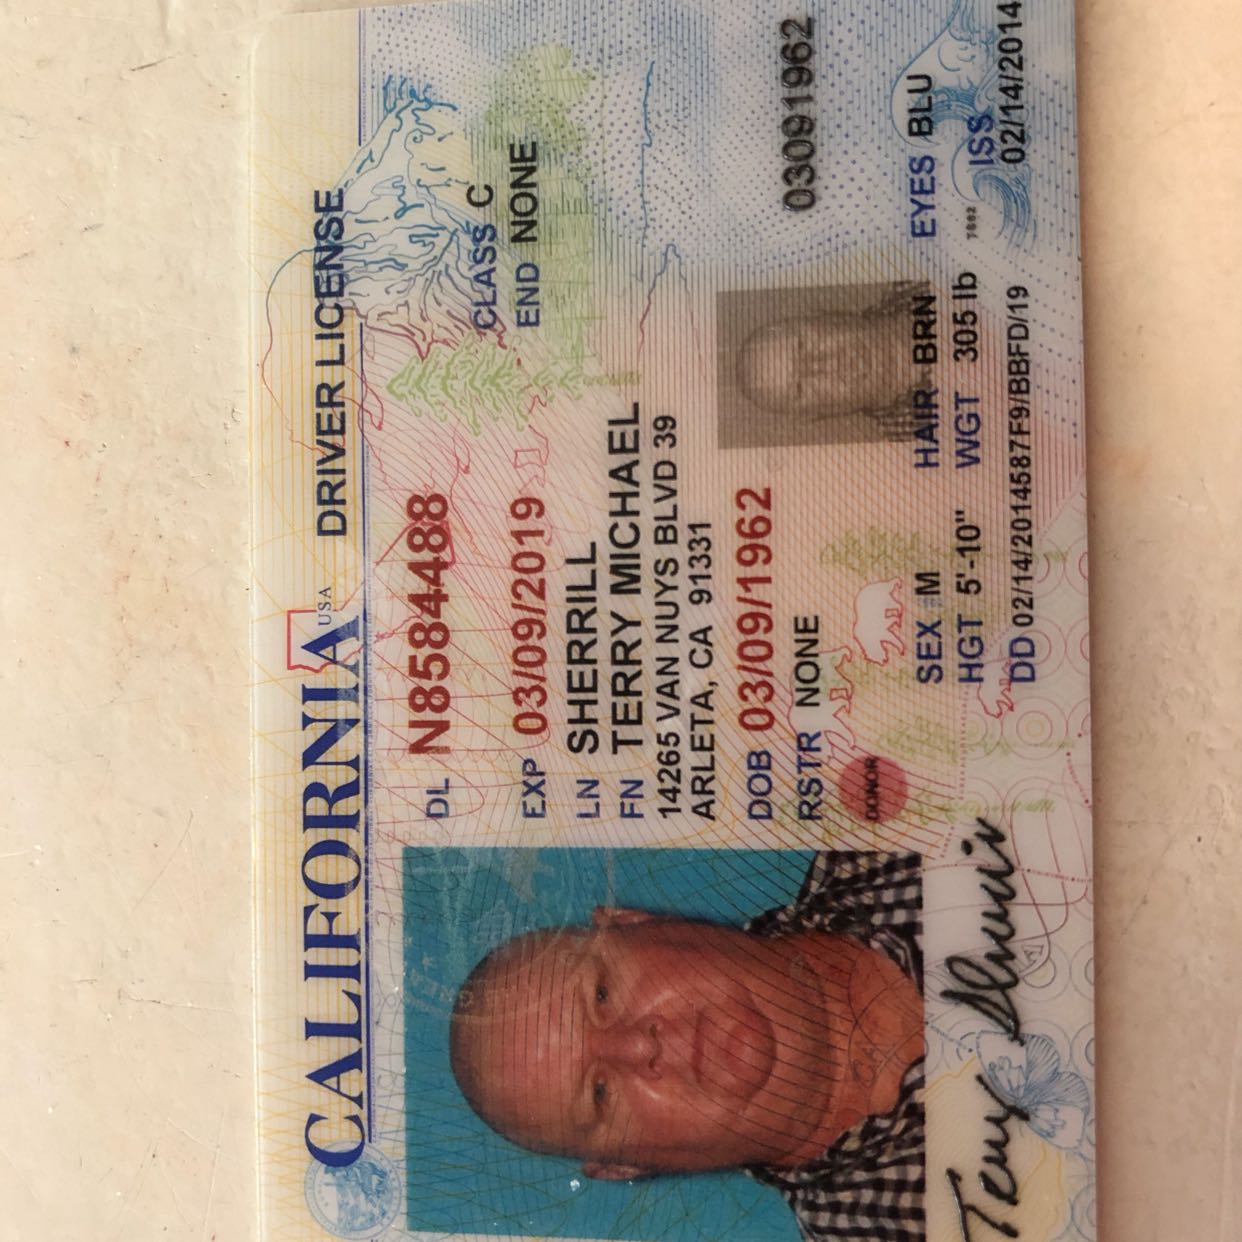 CALIFORNIA USA DRIVER LICENSE
DL N8584488
CLASS C
EXP 03/09/2019
END NONE
LN SHERRILL
FN TERRY MICHAEL
14265 VAN NUYS BLVD 39
ARLETA, CA 91331
DOB 03/09/1962
RSTR NONE
03091962
DONOR
SEX M
HAIR BRN
EYES BLU
HGT 5'-10"
WGT 305 lb
ISS
DD 02/14/2014587F9/BBFD/19
02/14/2014
Terry Sherrill